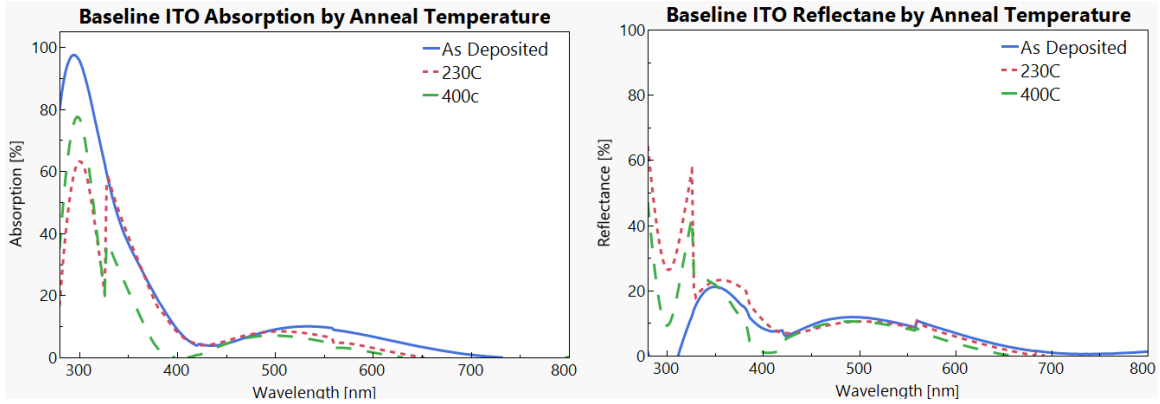 Baseline ITO Absorption by Anneal Temperature
As Deposited
230C
400c
100
80
60
40
20
0
Absorption [%]
300 400 500 600 700 800
Wavelength [nm]
Baseline ITO Reflectane by Anneal Temperature
As Deposited
230C
400C
100
80
60
40
20
0
Reflectance [%]
300 400 500 600 700 800
Wavelength [nm]